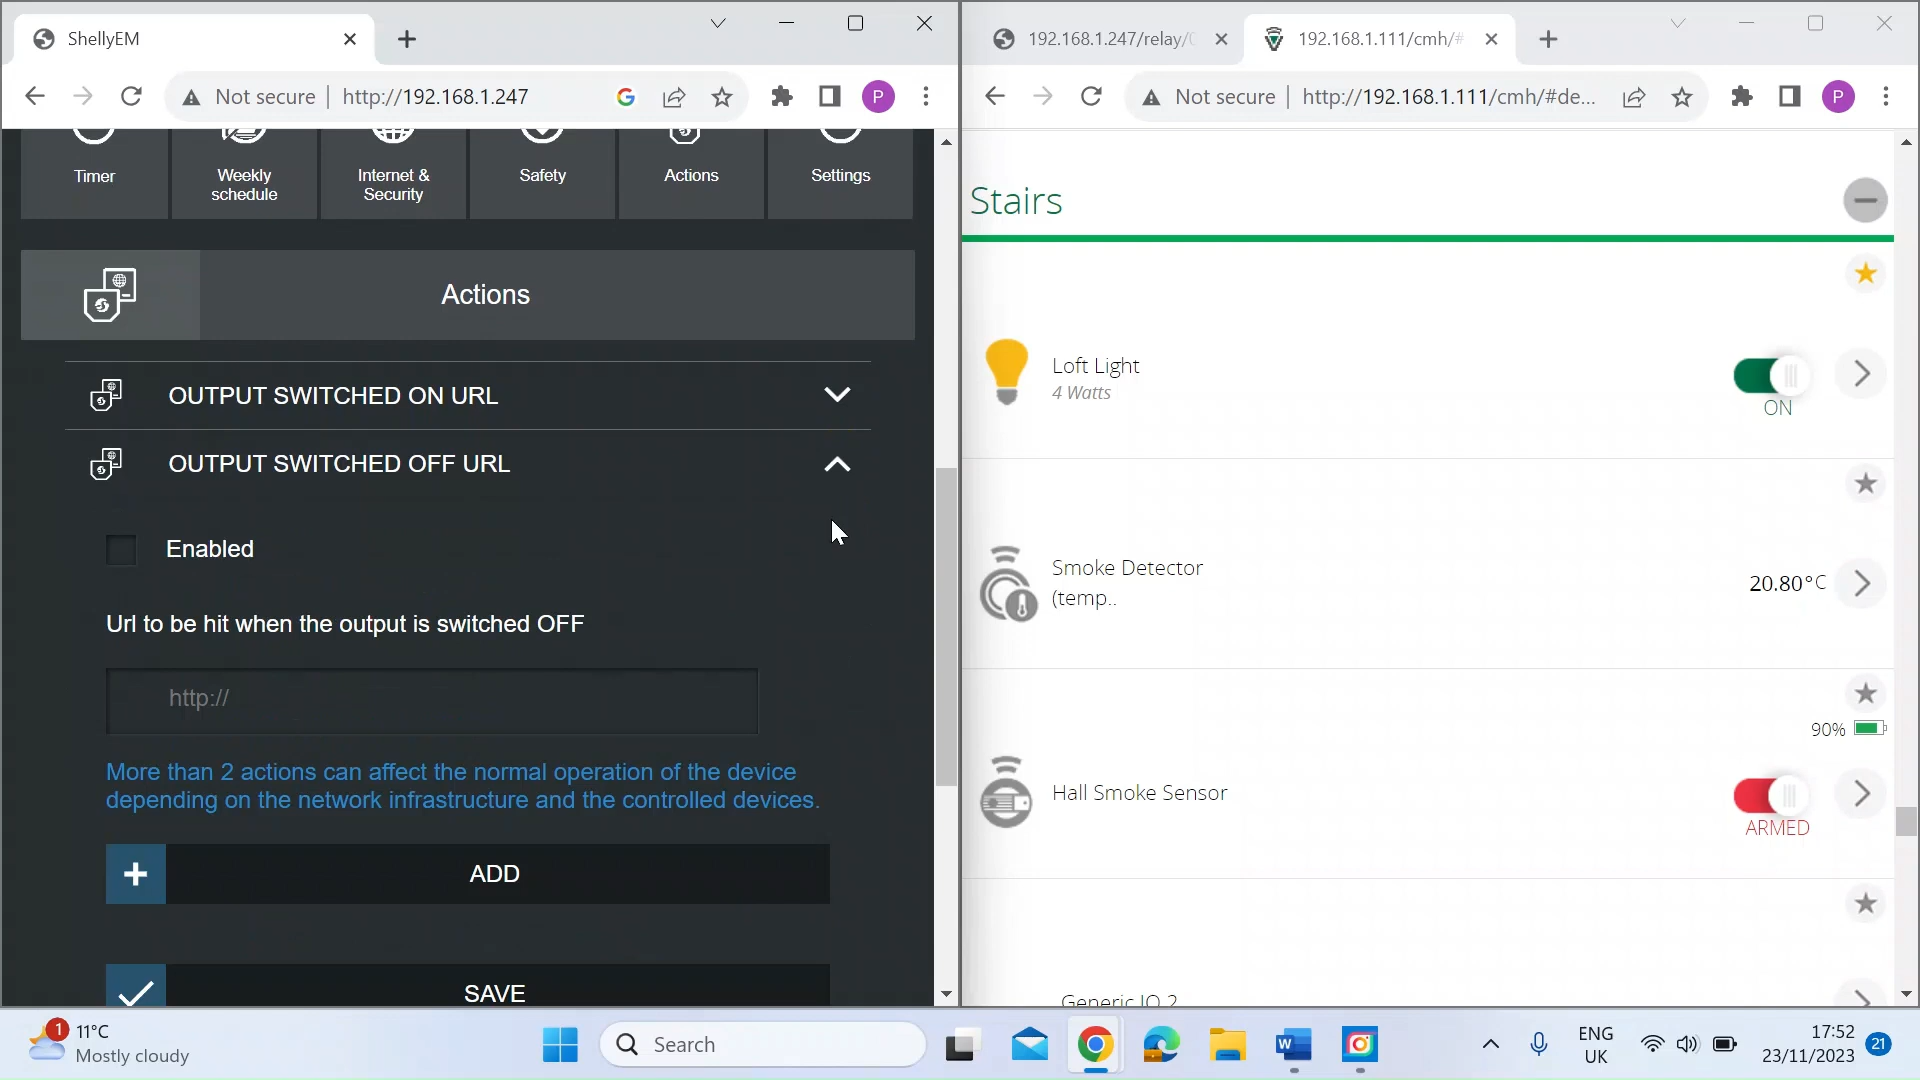 ShellyEM
Not secure
http://192.168.1.247
P
Timer
Weekly
schedule
Internet &
Security
Safety
Actions
Settings
Actions
OUTPUT SWITCHED ON URL
OUTPUT SWITCHED OFF URL
Enabled
Url to be hit when the output is switched OFF
http://
More than 2 actions can affect the normal operation of the device
depending on the network infrastructure and the controlled devices.
ADD
SAVE
192.168.1.247/relay/
192.168.1.111/cmh/#
Not secure
http://192.168.1.111/cmh/#de...
P
Stairs
Loft Light
4 Watts
ON
Smoke Detector
(temp..
20.80°C
90%
Hall Smoke Sensor
ARMED
Generic IO 2
1
11°C
Mostly cloudy
Search
W
ENG
UK
17:52
23/11/2023
21